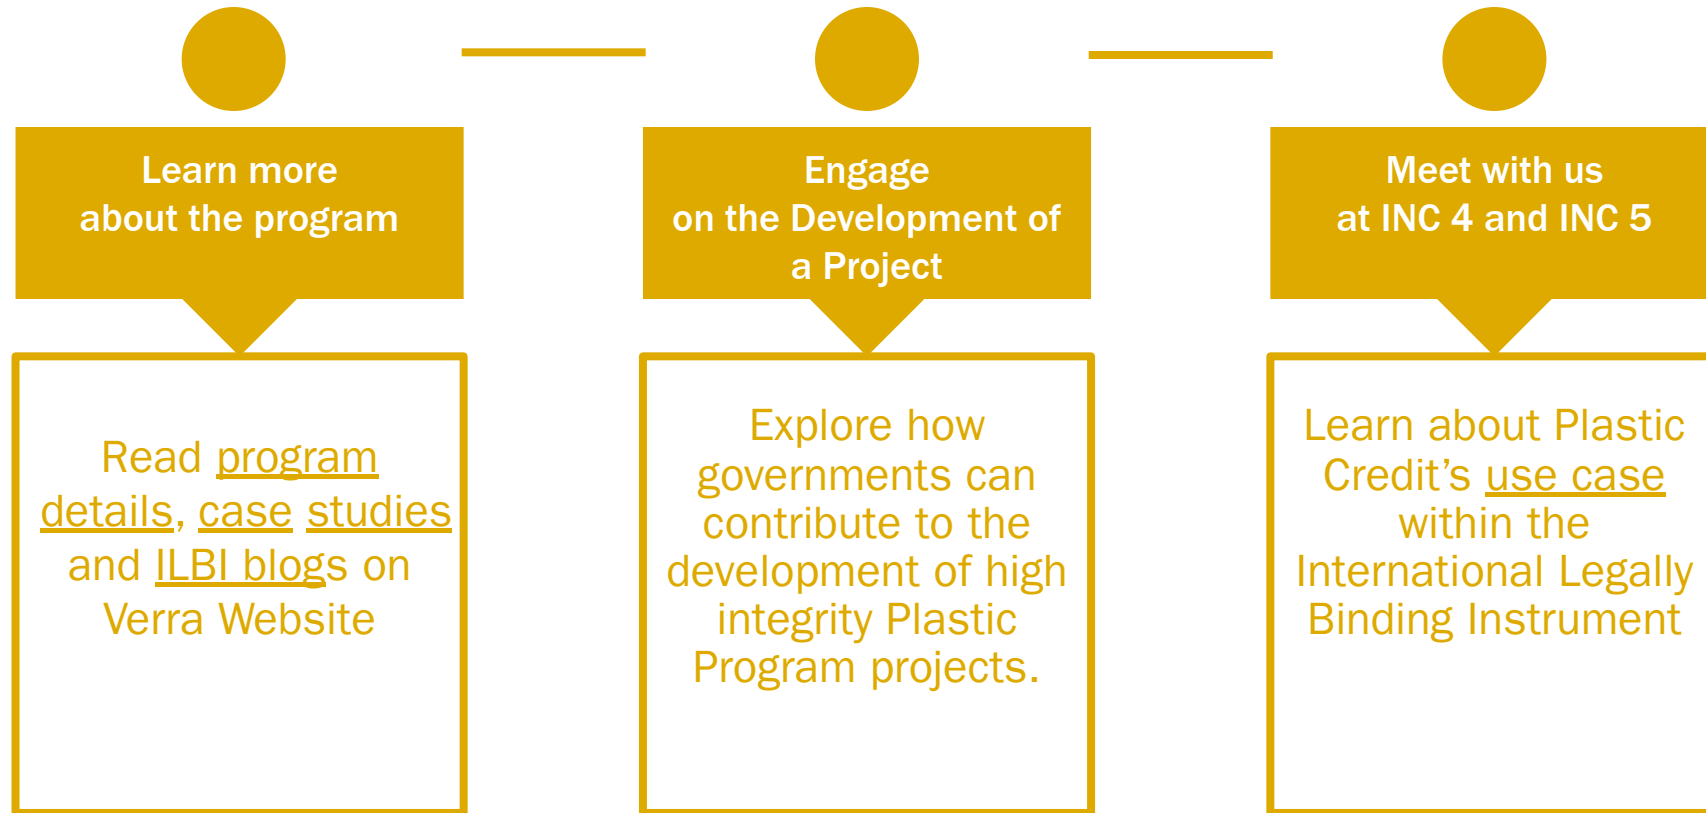 Learn more
about the program
Read program
details, case studies
and ILBI blogs on
Verra Website
Engage
on the Development of
a Project
Explore how
governments can
contribute to the
development of high
integrity Plastic
Program projects.
Meet with us
at INC 4 and INC 5
Learn about Plastic
Credit’s use case
within the
International Legally
Binding Instrument